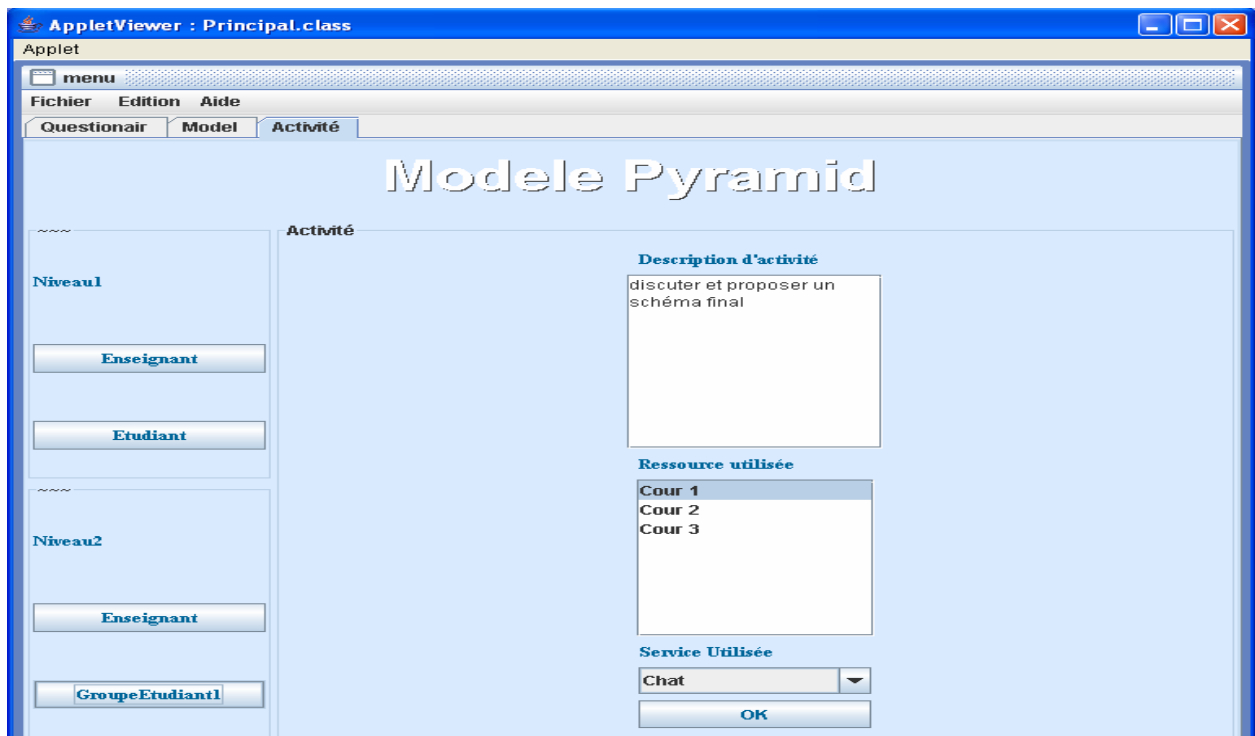 AppletViewer : Principal.class
Applet
menu
Fichier Edition Aide
Questionair Model Activité
Modele Pyramid
~~~
Niveau1
Enseignant
Etudiant
~~~
Niveau2
Enseignant
GroupeEtudiant1
Activité
Description d'activité
discuter et proposer un
schéma final
Ressource utilisée
Cour 1
Cour 2
Cour 3
Service Utilisée
Chat
OK